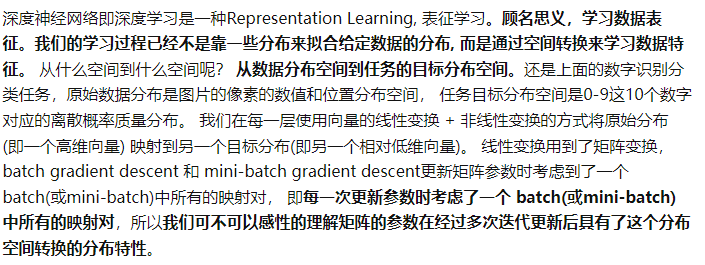 深度神经网络即深度学习是一种Representation Learning, 表征学习。顾名思义，学习数据表
征。我们的学习过程已经不是靠一些分布来拟合给定数据的分布, 而是通过空间转换来学习数据特
征。 从什么空间到什么空间呢？ 从数据分布空间到任务的目标分布空间。还是上面的数字识别分
类任务，原始数据分布是图片的像素的数值和位置分布空间， 任务目标分布空间是0-9这10个数字
对应的离散概率质量分布。 我们在每一层使用向量的线性变换 + 非线性变换的方式将原始分布
(即一个高维向量) 映射到另一个目标分布(即另一个相对低维向量)。 线性变换用到了矩阵变换，
batch gradient descent 和 mini-batch gradient descent更新矩阵参数时考虑到了一个
batch(或mini-batch)中所有的映射对， 即每一次更新参数时考虑了一个 batch(或mini-batch)
中所有的映射对，所以我们可不可以感性的理解矩阵的参数在经过多次迭代更新后具有了这个分布
空间转换的分布特性。